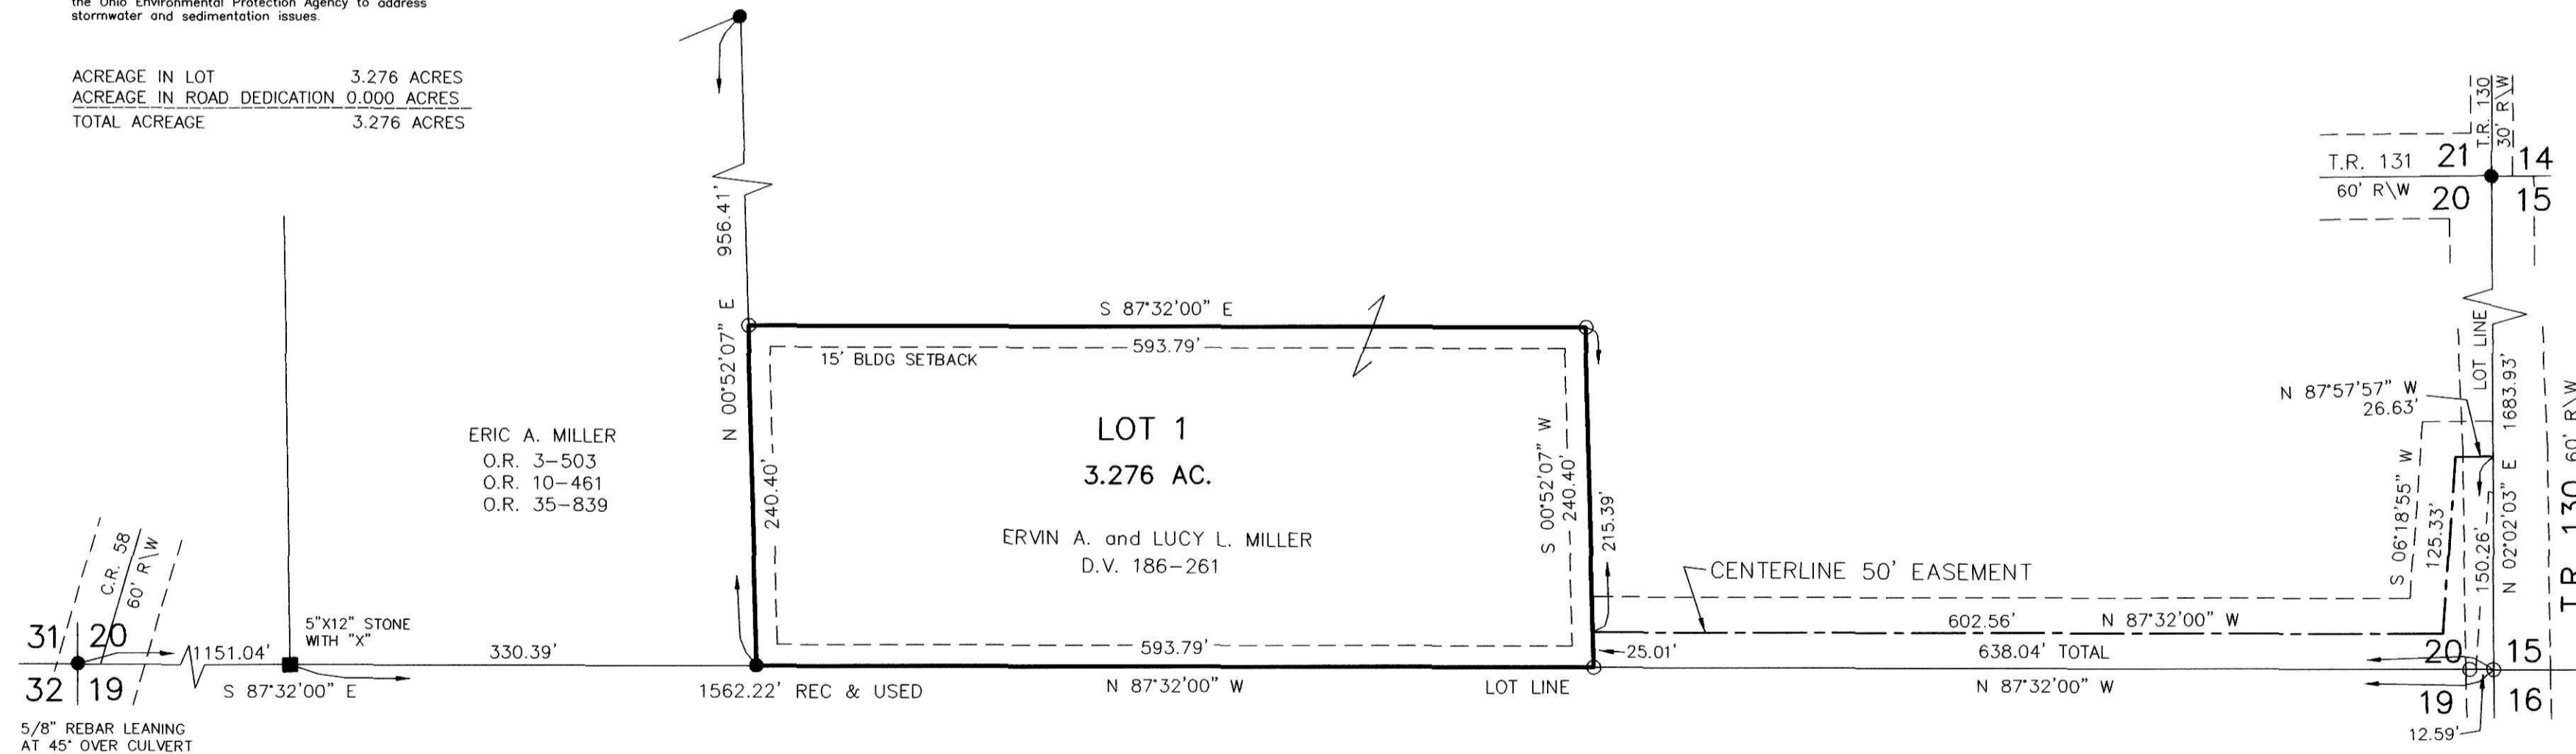 the Ohio Environmental Protection Agency to address
stormwater and sedimentation issues.
ACREAGE IN LOT 3.276 ACRES
ACREAGE IN ROAD DEDICATION 0.000 ACRES
TOTAL ACREAGE 3.276 ACRES
956.41'
N 00°52'07" E
S 87°32'00" E
593.79'
15' BLDG SETBACK
LOT 1
3.276 AC.
ERVIN A. and LUCY L. MILLER
D.V. 186-261
240.40'
S 00°52'07" W
240.40'
215.39'
593.79'
ERIC A. MILLER
O.R. 3-503
O.R. 10-461
O.R. 35-839
C.R. 58
60' R\W
31 20
32 19
5"X12" STONE
WITH "X"
1151.04'
330.39'
S 87°32'00" E
1562.22' REC & USED
N 87°32'00" W
LOT LINE
5/8" REBAR LEANING
AT 45° OVER CULVERT
T.R. 130
30' R\W
T.R. 131 21 14
60' R\W 20 15
LOT LINE
1683.93'
N 02°02'03" E
N 87°57'57" W
26.63'
S 06°18'55" W
125.33'
150.26'
T.R. 130 60' R\W
CENTERLINE 50' EASEMENT
602.56' N 87°32'00" W
25.01'
638.04' TOTAL
N 87°32'00" W
20 15
19 16
12.59'